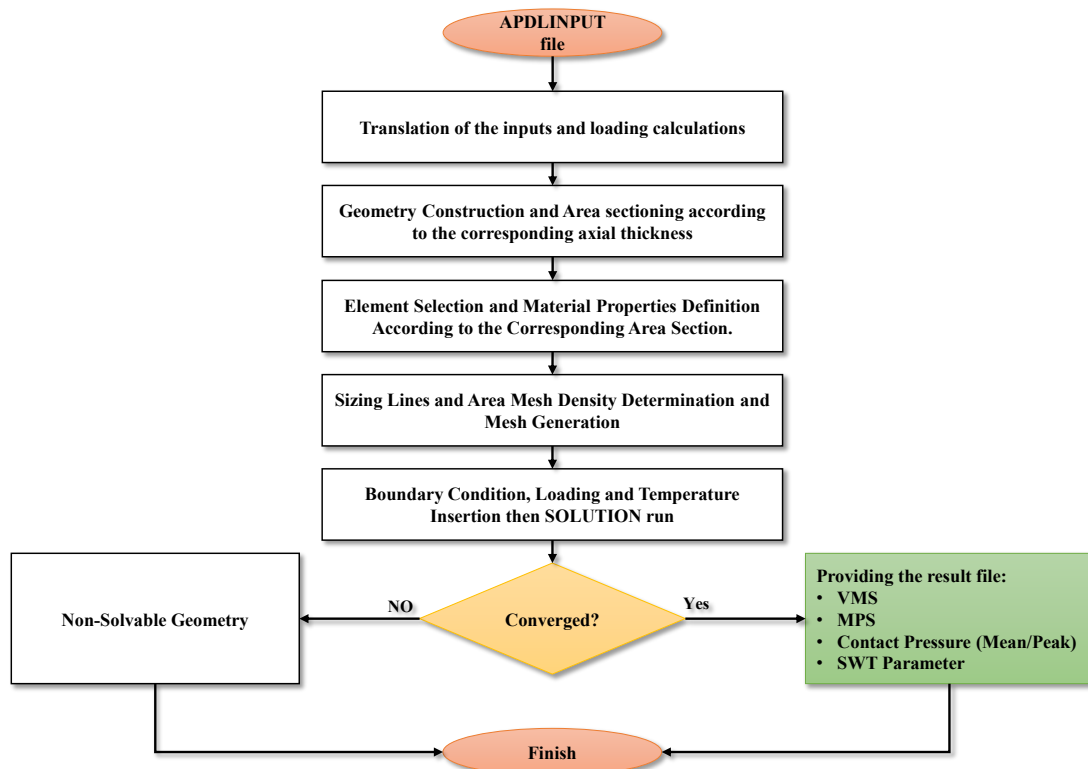 APDLINPUT
file
Translation of the inputs and loading calculations
Geometry Construction and Area sectioning according
to the corresponding axial thickness
Element Selection and Material Properties Definition
According to the Corresponding Area Section.
Sizing Lines and Area Mesh Density Determination and
Mesh Generation
Boundary Condition, Loading and Temperature
Insertion then SOLUTION run
Non-Solvable Geometry
NO
Converged?
Yes
Providing the result file:
• VMS
• MPS
• Contact Pressure (Mean/Peak)
• SWT Parameter
Finish